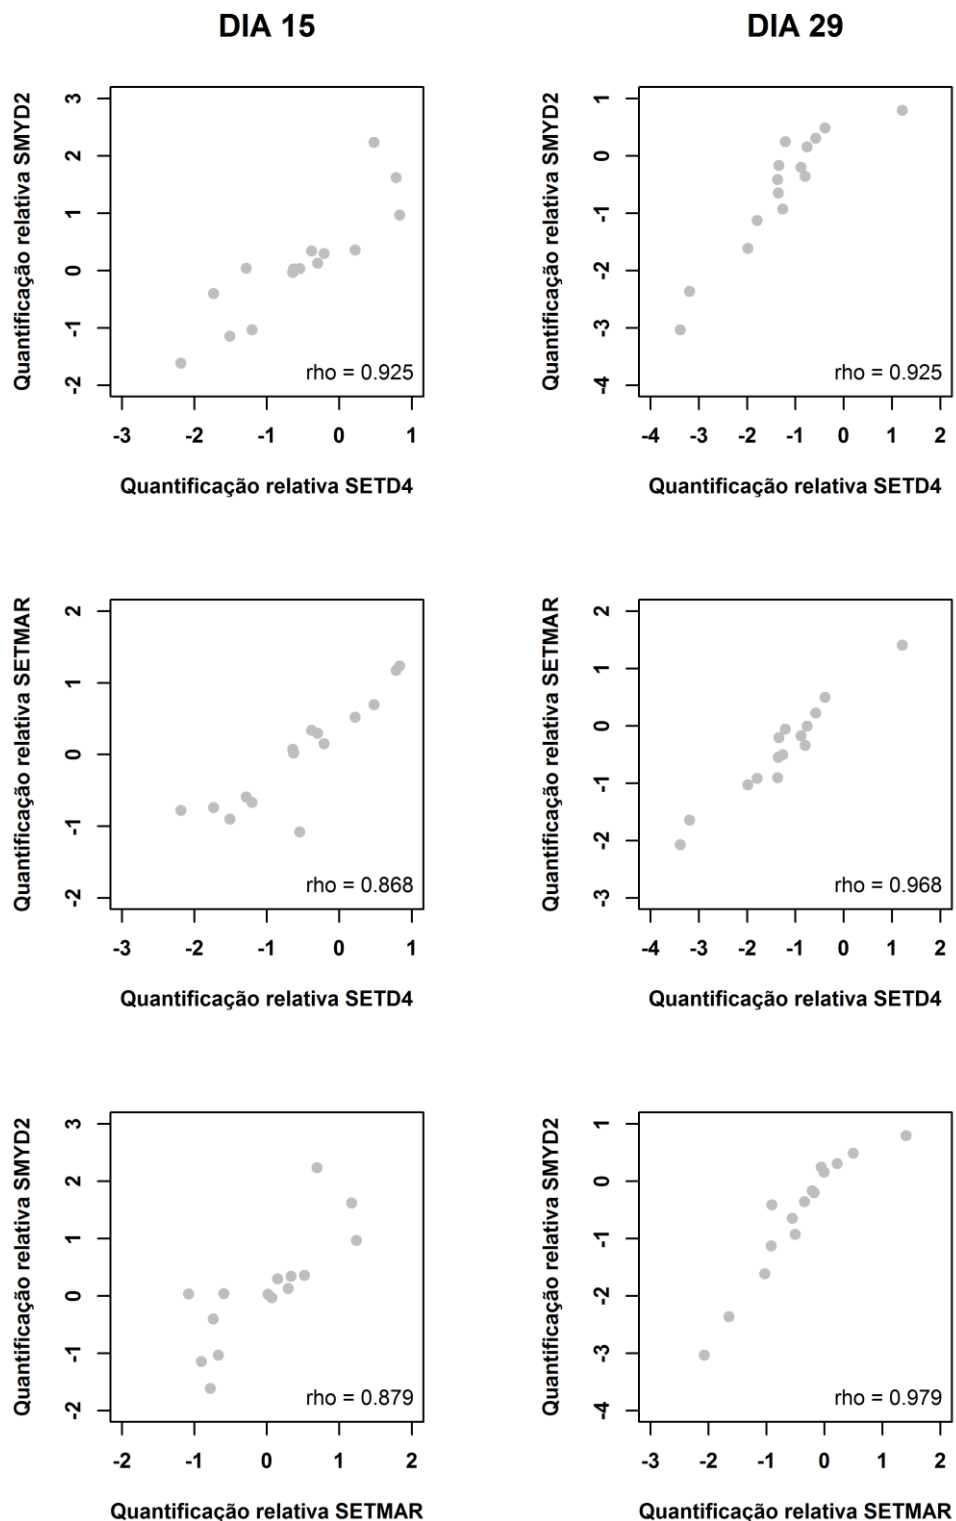 DIA 15
DIA 29
Quantificação relativa SMYD2
3
2
1
0
-1
-2
rho = 0.925
-3 -2 -1 0 1
Quantificação relativa SETD4
Quantificação relativa SMYD2
1
0
-1
-2
-3
-4
rho = 0.925
-4 -3 -2 -1 0 1 2
Quantificação relativa SETD4
Quantificação relativa SETMAR
2
1
0
-1
-2
rho = 0.868
-3 -2 -1 0 1
Quantificação relativa SETD4
Quantificação relativa SETMAR
2
1
0
-1
-2
-3
rho = 0.968
-4 -3 -2 -1 0 1 2
Quantificação relativa SETD4
Quantificação relativa SMYD2
3
2
1
0
-1
-2
rho = 0.879
-2 -1 0 1 2
Quantificação relativa SETMAR
Quantificação relativa SMYD2
1
0
-1
-2
-3
-4
rho = 0.979
-3 -2 -1 0 1 2
Quantificação relativa SETMAR